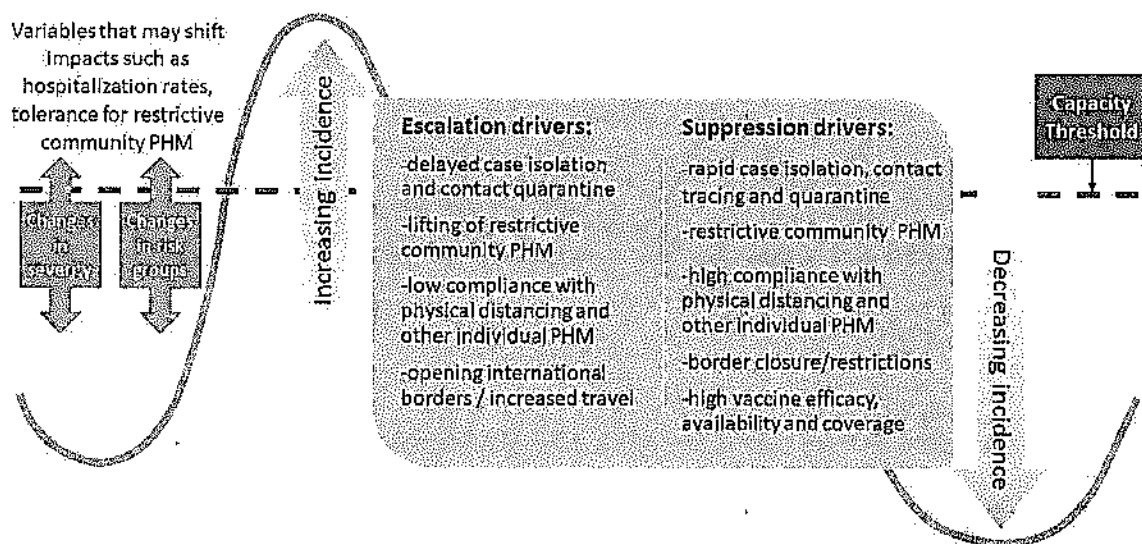 Variables that may shift
impacts such as
hospitalization rates,
tolerance for restrictive
community PHM
Changes
in
severity
Changes
in risk
groups
Increasing incidence
Escalation drivers:
-delayed case isolation
and contact quarantine
-lifting of restrictive
community PHM
-low compliance with
physical distancing and
other individual PHM
-opening international
borders / increased travel
Suppression drivers:
-rapid case isolation, contact
tracing and quarantine
-restrictive community PHM
-high compliance with
physical distancing and
other individual PHM
-border closure/restrictions
-high vaccine efficacy,
availability and coverage
Capacity
Threshold
Decreasing incidence